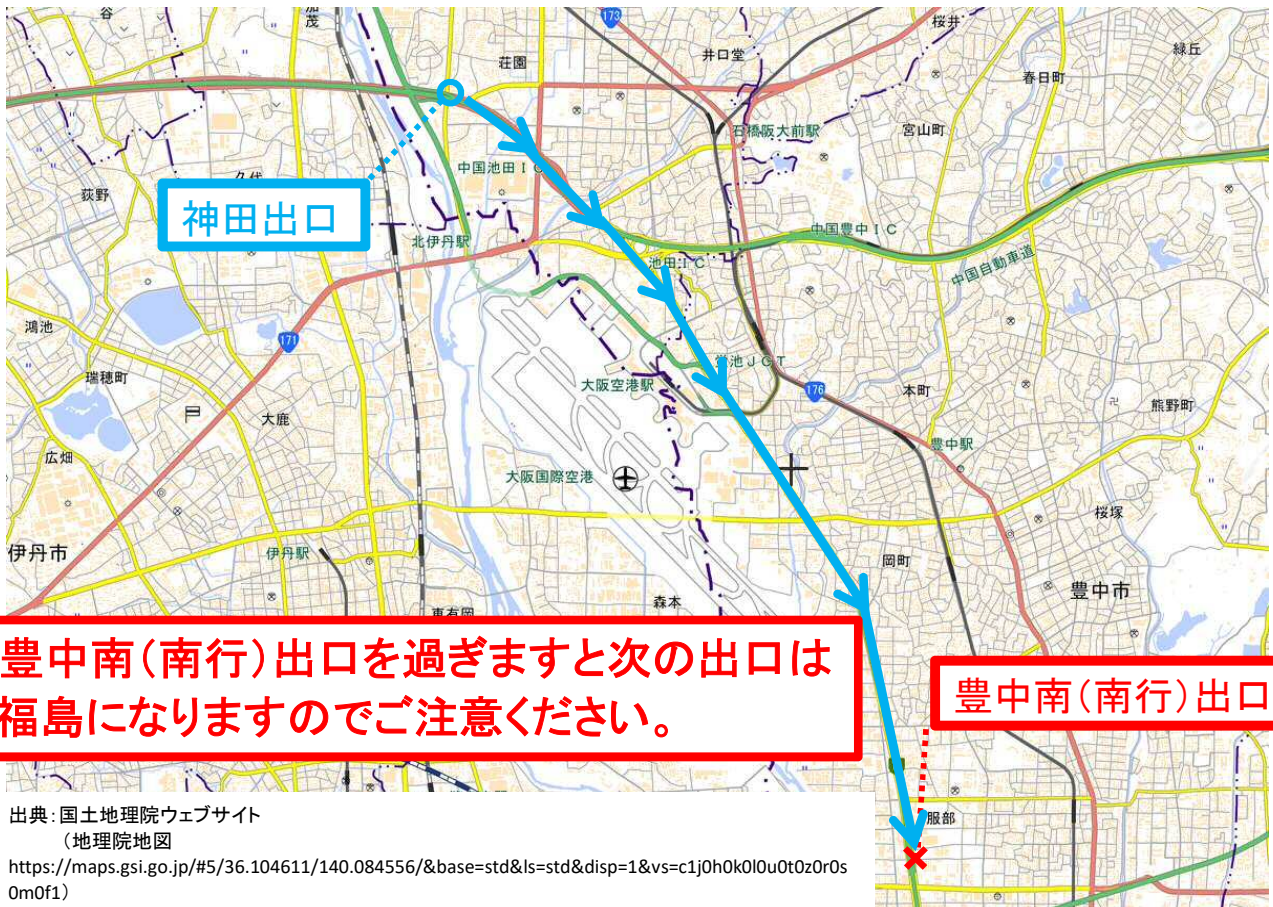 谷
加茂
173
桜井
荘園
井口堂
緑丘
春日町
石橋阪大前駅
宮山町
中国池田IC
荻野
久代
神田出口
北伊丹駅
中国豊中IC
池田IC
中国自動車道
鴻池
171
瑞穂町
大阪空港駅
176
本町
大鹿
熊野町
豊中駅
広畑
大阪国際空港
桜塚
伊丹市
伊丹駅
岡町
豊中市
森本
東有岡
豊中南(南行)出口を過ぎますと次の出口は
福島になりますのでご注意ください。
豊中南(南行)出口
服部
出典:国土地理院ウェブサイト
(地理院地図
https://maps.gsi.go.jp/#5/36.104611/140.084556/&base=std&ls=std&disp=1&vs=c1j0h0k0l0u0t0z0r0s
0m0f1)